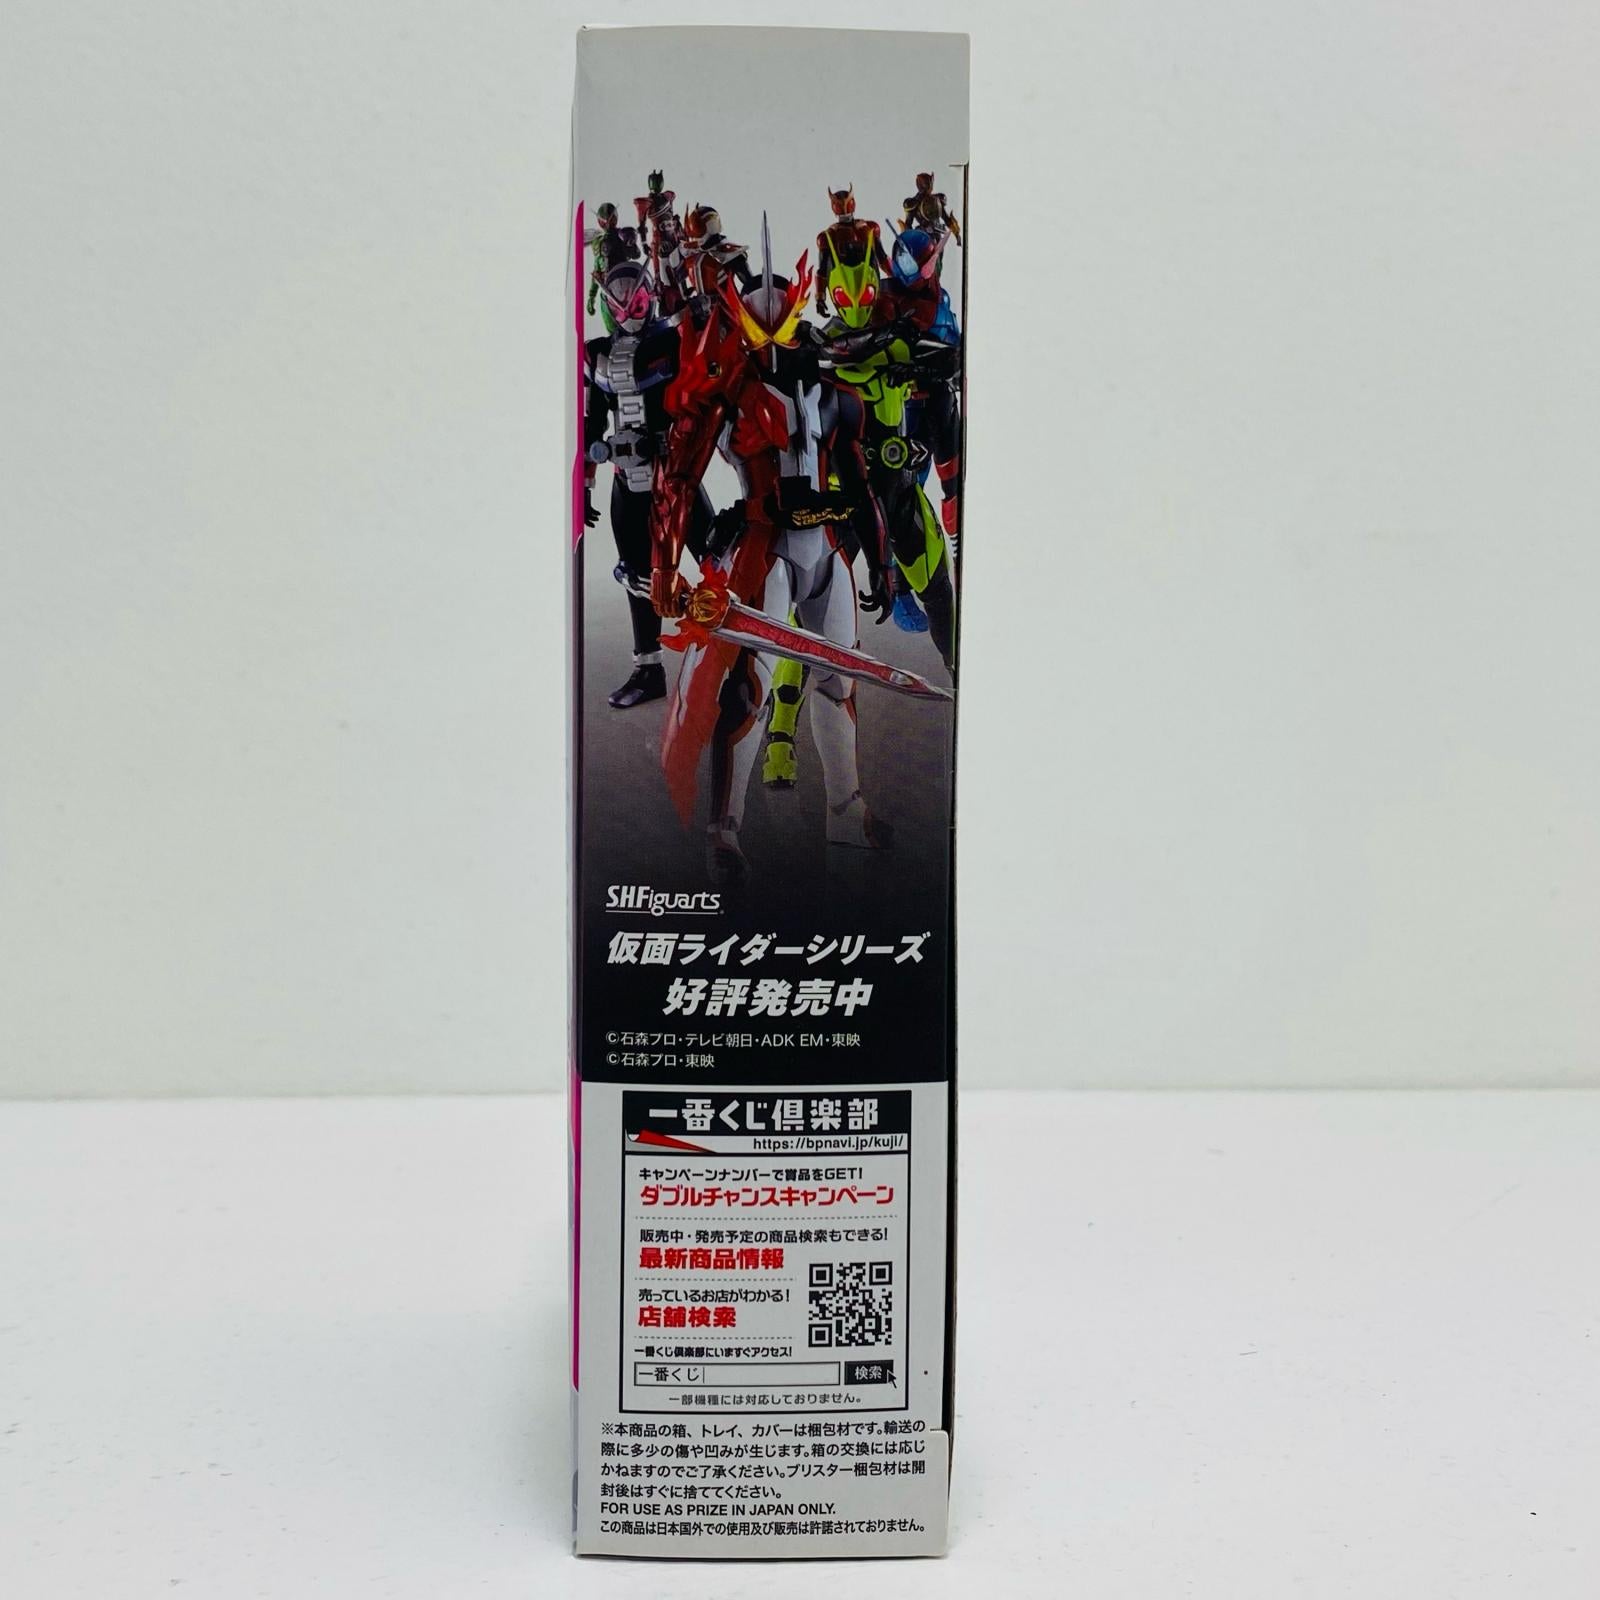 S.H.Figuarts
仮面ライダーシリーズ
好評発売中
©石森プロ・テレビ朝日・ADK EM・東映
©石森プロ・東映
一番くじ倶楽部
https://bpnavi.jp/kuji/
キャンペーンナンバーで賞品をGET!
ダブルチャンスキャンペーン
販売中・発売予定の商品検索もできる!
最新商品情報
売っているお店がわかる!
店舗検索
一番くじ倶楽部にいますぐアクセス!
一番くじ 検索
一部機種には対応しておりません。
※本商品の箱、トレイ、カバーは梱包材です。輸送の
際に多少の傷や凹みが生じます。箱の交換には応じ
かねますのでご了承ください。ブリスター梱包材は開
封後はすぐに捨ててください。
FOR USE AS PRIZE IN JAPAN ONLY.
この商品は日本国外での使用及び販売は許諾されておりません。